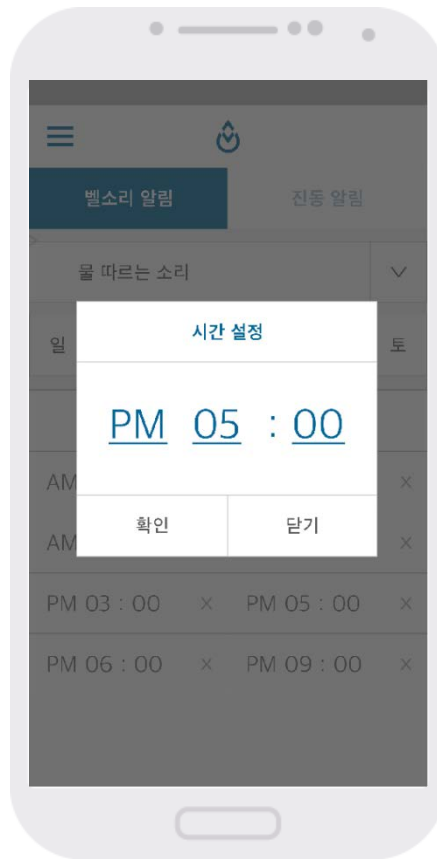 벨소리 알림 진동 알림
물 따르는 소리
일 토
시간 설정
PM 05 : 00
AM X
확인 닫기
AM X
PM 03 : 00 X PM 05 : 00 X
PM 06 : 00 X PM 09 : 00 X